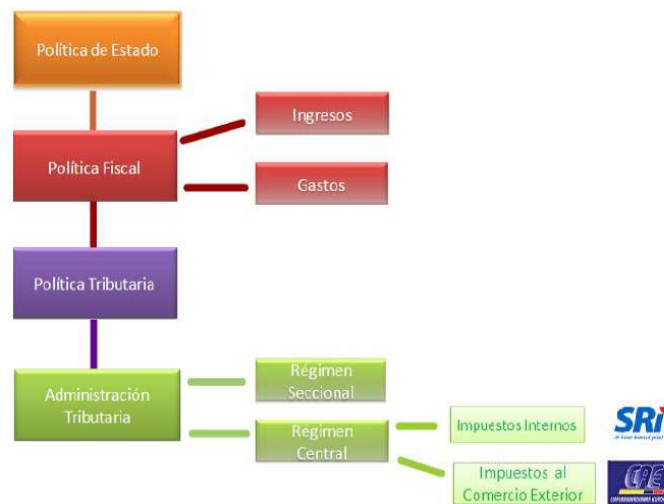 Política de Estado
Ingresos
Política Fiscal
Gastos
Política Tributaria
Administración
Tributaria
Régimen
Seccional
Régimen
Central
Impuestos Internos
SRi
Impuestos al
Comercio Exterior
CAE